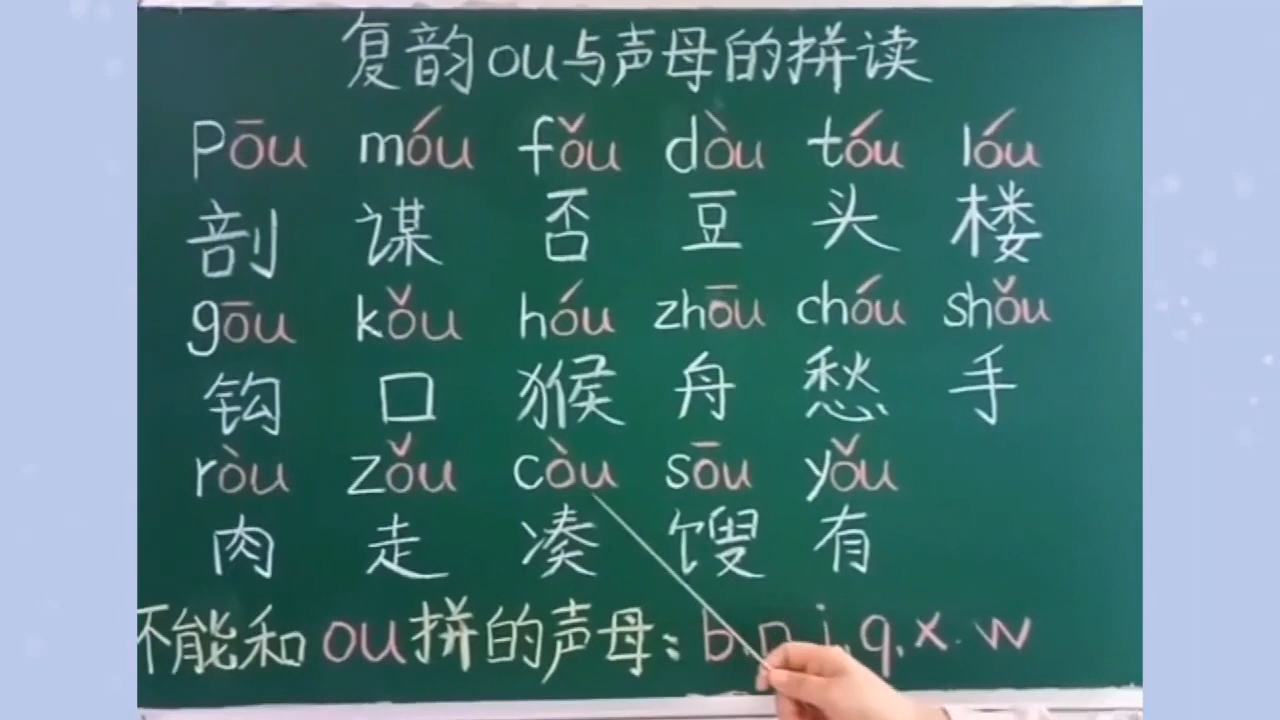 复韵ou与声母的拼读
pōu móu fǒu dòu tóu lóu
剖 谋 否 豆 头 楼
gōu kǒu hóu zhōu chóu shǒu
钩 口 猴 舟 愁 手
ròu zǒu còu sōu yǒu
肉 走 凑 馊 有
不能和ou拼的声母：b.n.j.q.x.w